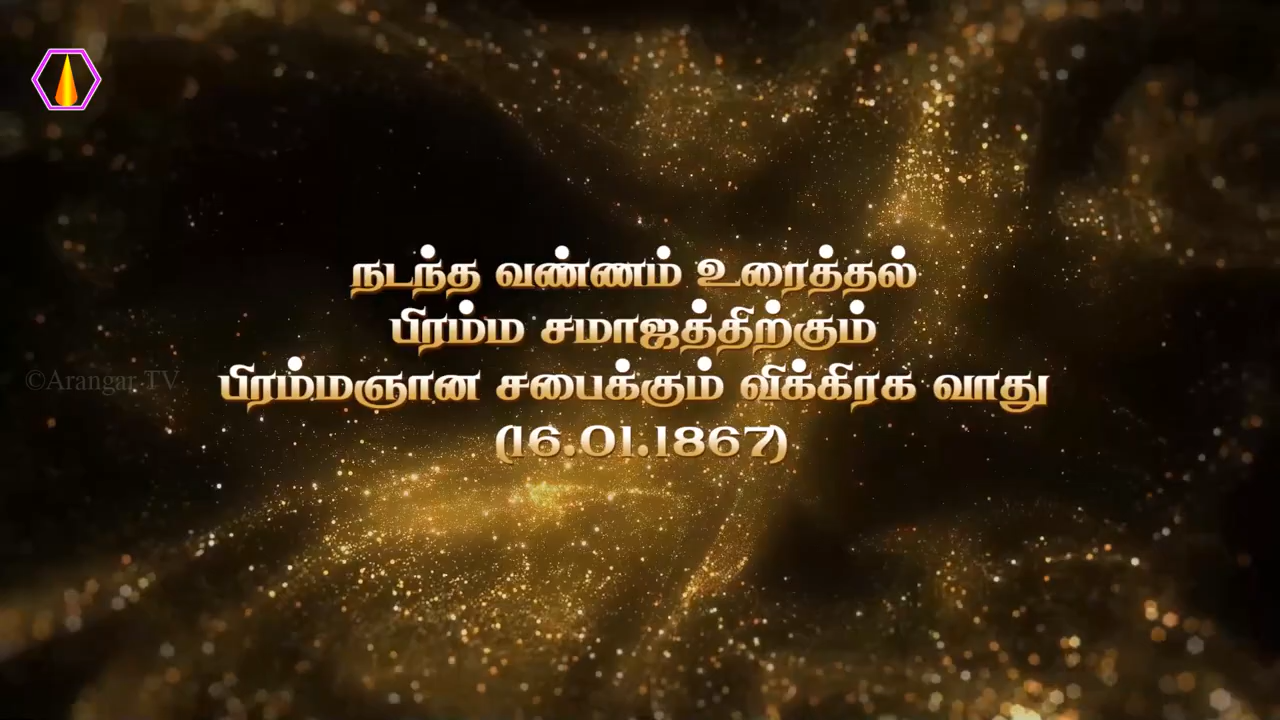 நடந்த வண்ணம் உரைத்தல்
பிரம்ம சமாஜத்திற்கும்
©Arangar TV
பிரம்மஞான சபைக்கும் விக்கிரக வாது
(16.01.1867)